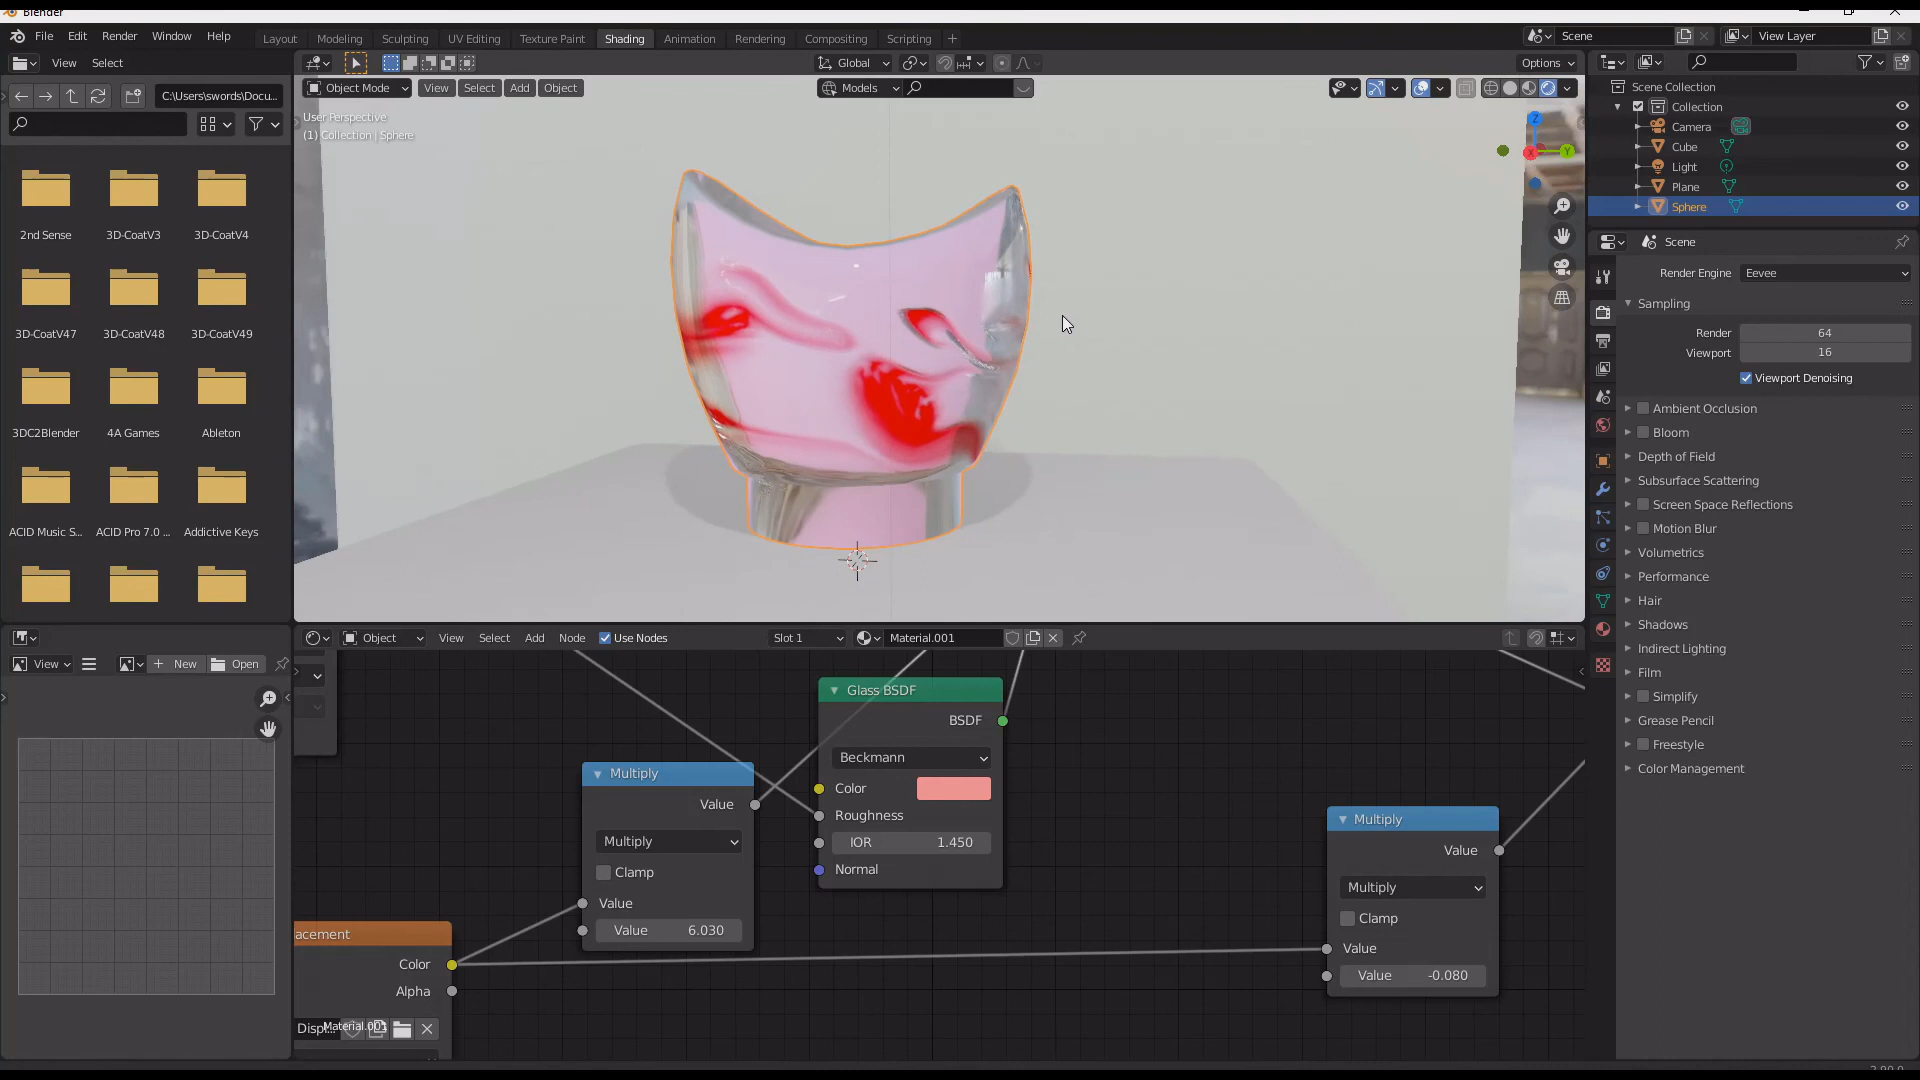 Blender
File Edit Render Window Help
Layout Modeling Sculpting UV Editing Texture Paint Shading Animation Rendering Compositing Scripting
Scene View Layer
View Select
Global
Options
C:\Users\swords\Docu...
Object Mode View Select Add Object
Models
User Perspective
(1) Collection | Sphere
Z
X
Y
2nd Sense 3D-CoatV3 3D-CoatV4
3D-CoatV47 3D-CoatV48 3D-CoatV49
3DC2Blender 4A Games Ableton
ACID Music S... ACID Pro 7.0 ... Addictive Keys
Scene Collection
Collection
Camera
Cube
Light
Plane
Sphere
Scene
Render Engine Eevee
Sampling
Render 64
Viewport 16
Viewport Denoising
Ambient Occlusion
Bloom
Depth of Field
Subsurface Scattering
Screen Space Reflections
Motion Blur
Volumetrics
Performance
Hair
Shadows
Indirect Lighting
Film
Simplify
Grease Pencil
Freestyle
Color Management
View New Open
Object View Select Add Node Use Nodes Slot 1 Material.001
Glass BSDF
BSDF
Beckmann
Color
Roughness
IOR 1.450
Normal
Multiply
Value
Multiply
Clamp
Value
Value 6.030
Multiply
Value
Multiply
Clamp
Value
Value -0.080
acement
Color
Alpha
Displ...
Material.001